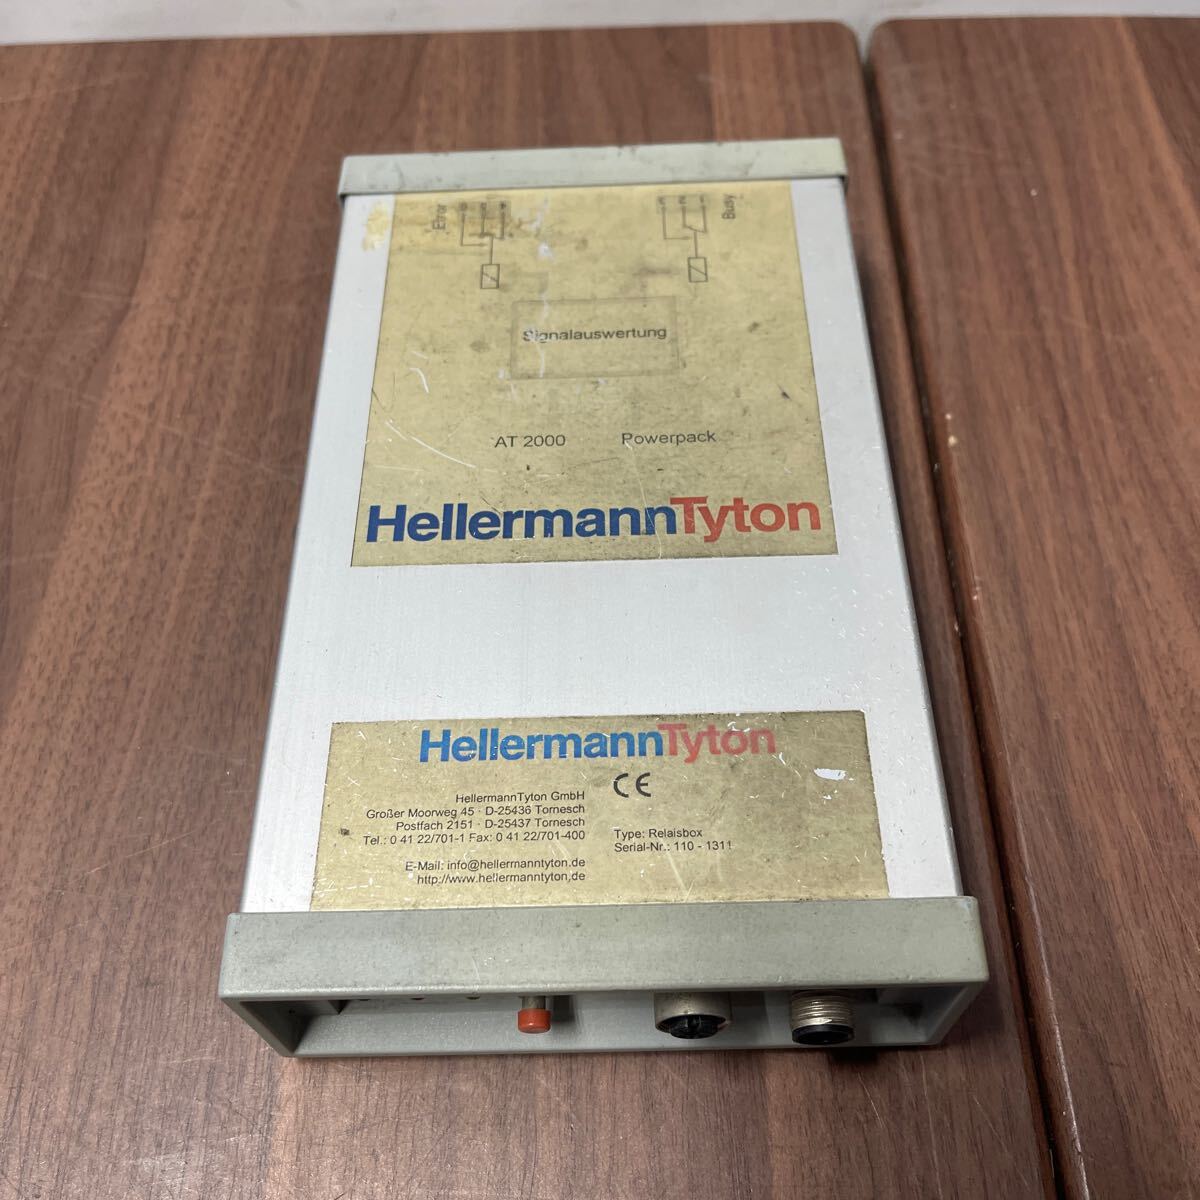 Error
Busy
Signalauswertung
AT 2000 Powerpack
HellermannTyton
HellermannTyton
CE
HellermannTyton GmbH
Großer Moorweg 45 · D-25436 Tornesch
Postfach 2151 · D-25437 Tornesch
Tel.: 0 41 22/701-1 Fax: 0 41 22/701-400
E-Mail: info@hellermanntyton.de
http://www.hellermanntyton.de
Type: Relaisbox
Serial-Nr.: 110 - 1311